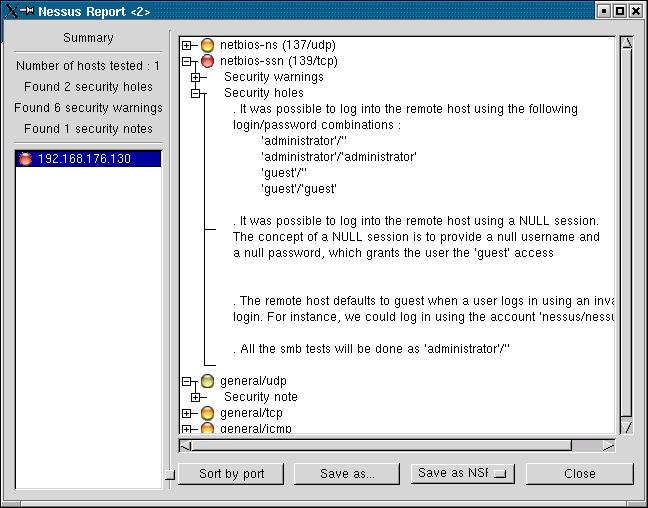 Nessus Report <2>
Summary
Number of hosts tested : 1
Found 2 security holes
Found 6 security warnings
Found 1 security notes
192.168.176.130
netbios-ns (137/udp)
netbios-ssn (139/tcp)
Security warnings
Security holes
. It was possible to log into the remote host using the following
login/password combinations :
'administrator'/''
'administrator'/'administrator'
'guest'/''
'guest'/'guest'
. It was possible to log into the remote host using a NULL session.
The concept of a NULL session is to provide a null username and
a null password, which grants the user the 'guest' access
. The remote host defaults to guest when a user logs in using an inva
login. For instance, we could log in using the account 'nessus/nessu
. All the smb tests will be done as 'administrator'/''
general/udp
Security note
general/tcp
general/icmp
Sort by port
Save as...
Save as NSR
Close